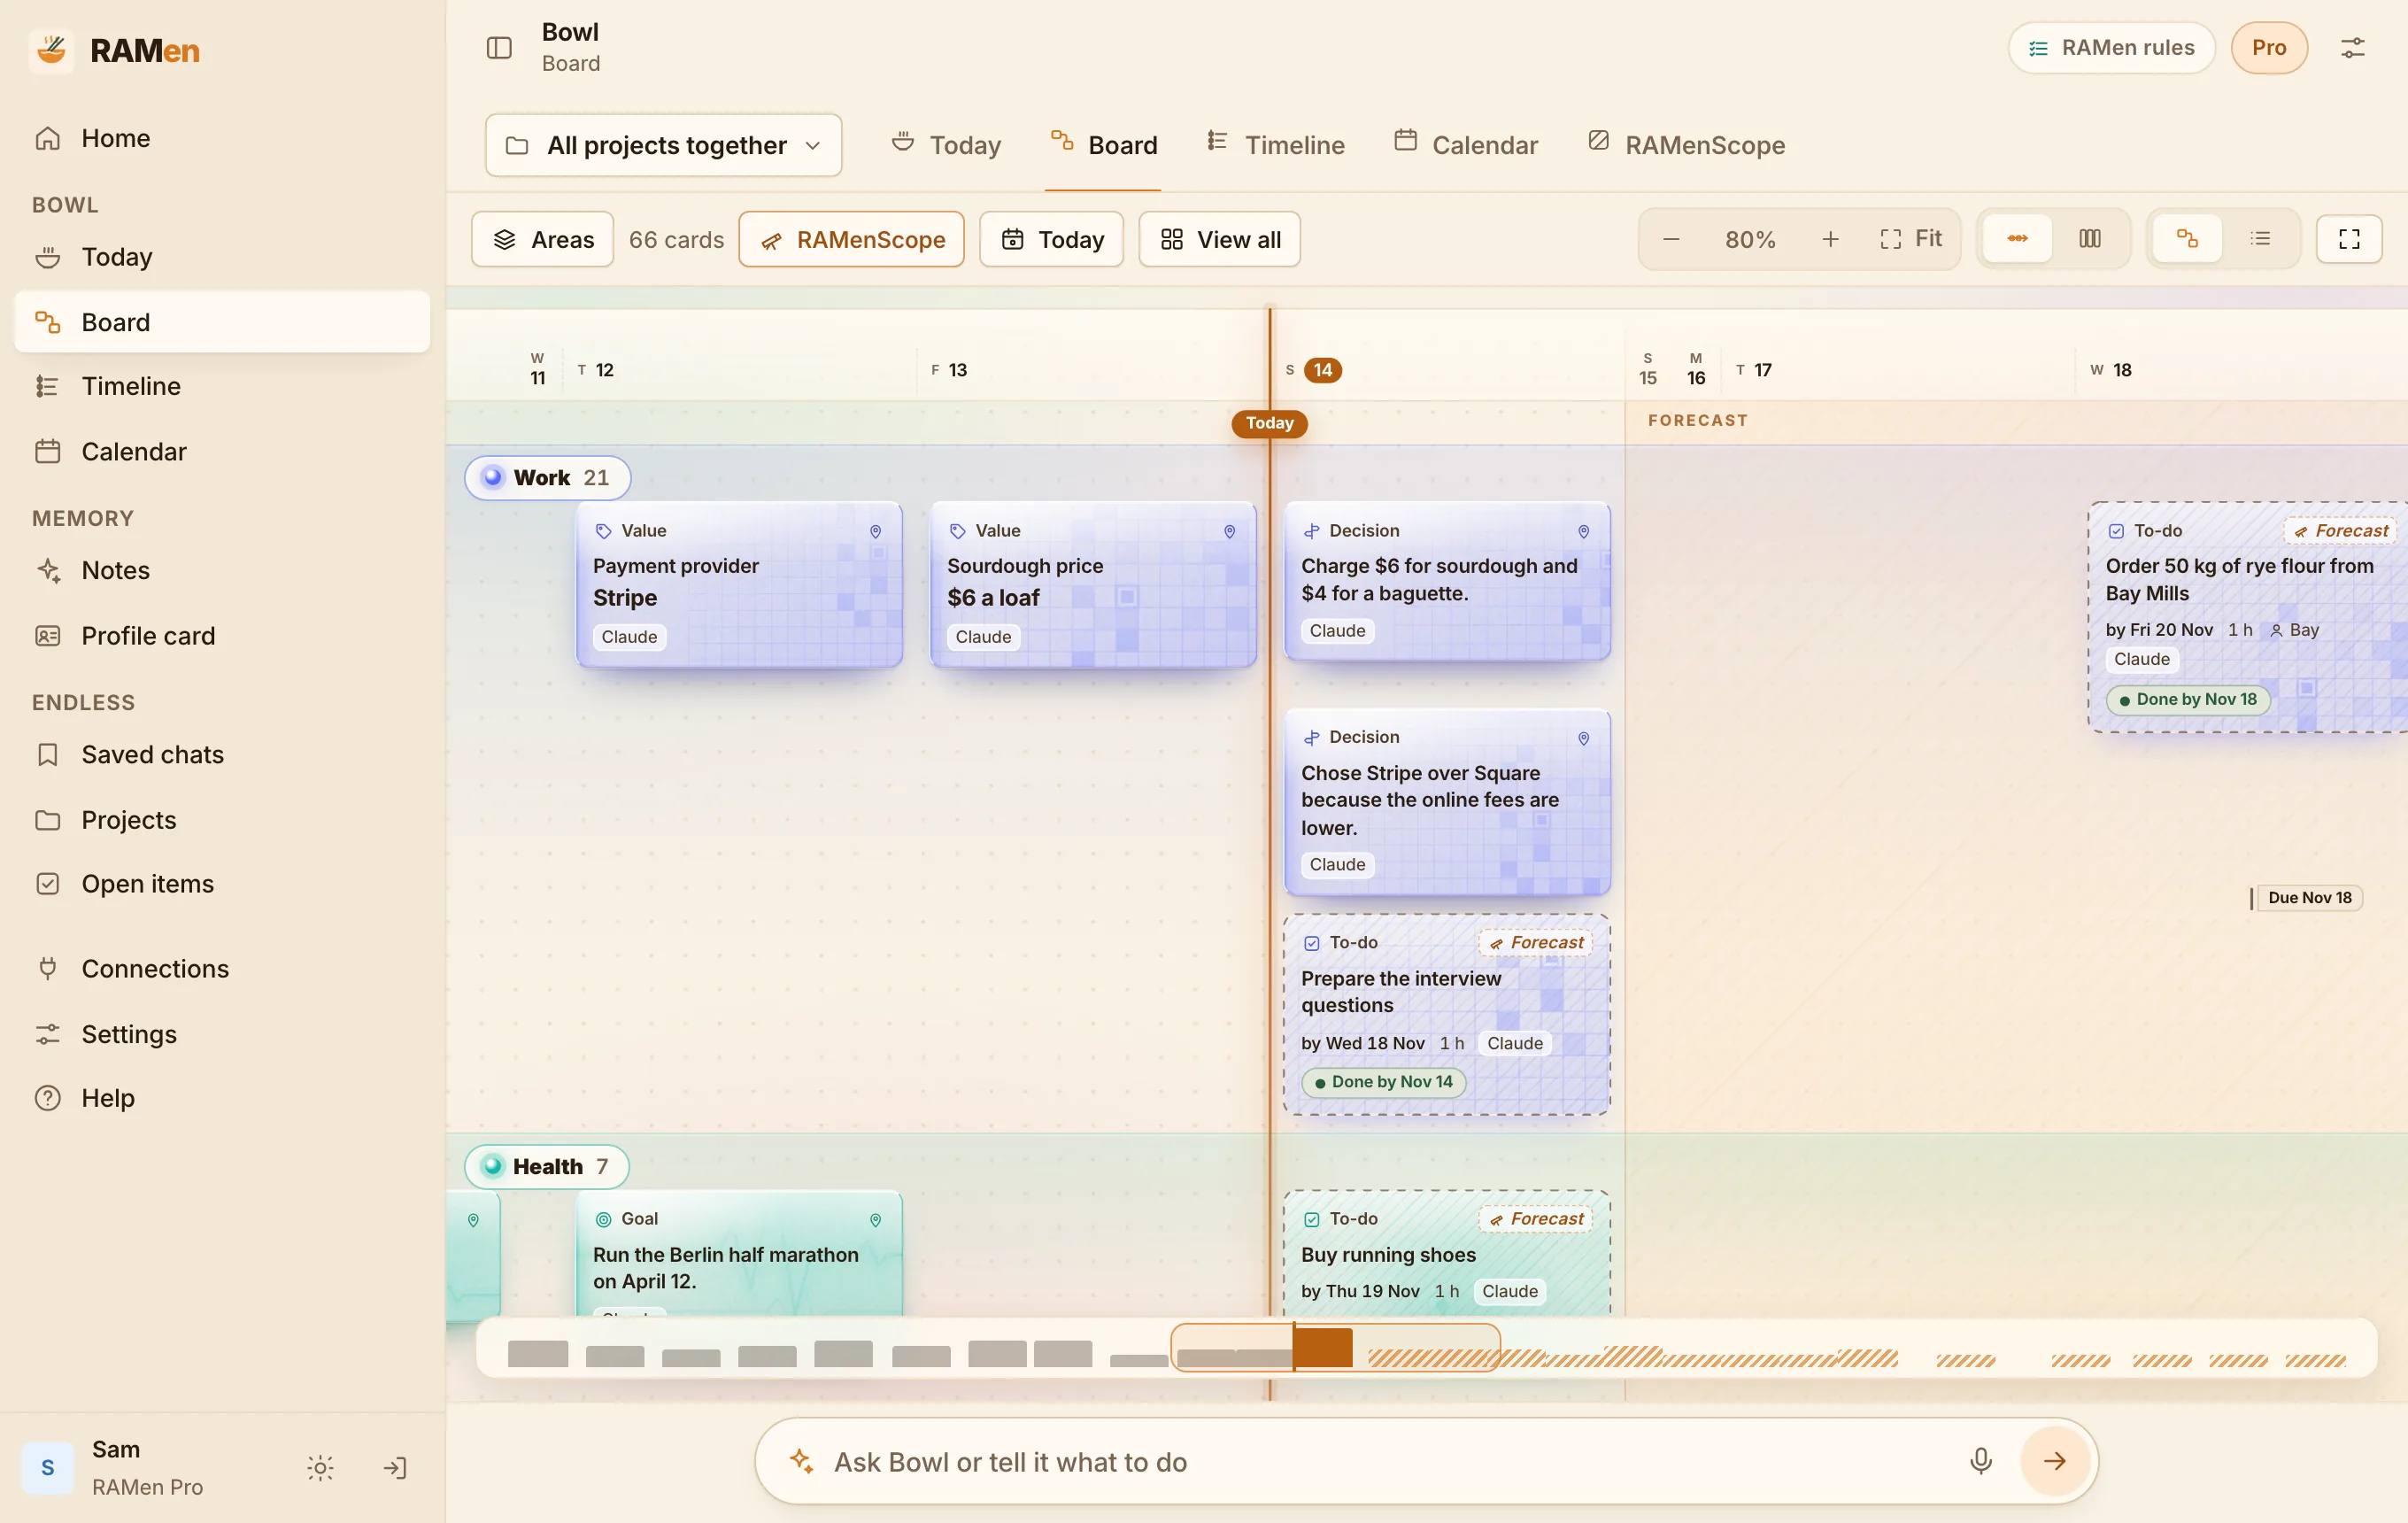 RAMen
Home
BOWL
Today
Board
Timeline
Calendar
MEMORY
Notes
Profile card
ENDLESS
Saved chats
Projects
Open items
Connections
Settings
Help
S
Sam
RAMen Pro
Bowl
Board
RAMen rules
Pro
All projects together
Today
Board
Timeline
Calendar
RAMenScope
Areas
66 cards
RAMenScope
Today
View all
80%
Fit
W
11
T 12
F 13
S 14
S
15
M
16
T 17
W 18
Today
FORECAST
Work 21
Value
Payment provider
Stripe
Claude
Value
Sourdough price
$6 a loaf
Claude
Decision
Charge $6 for sourdough and
$4 for a baguette.
Claude
Decision
Chose Stripe over Square
because the online fees are
lower.
Claude
To-do
Forecast
Prepare the interview
questions
by Wed 18 Nov 1 h Claude
Done by Nov 14
To-do
Forecast
Order 50 kg of rye flour from
Bay Mills
by Fri 20 Nov 1 h Bay
Claude
Done by Nov 18
Due Nov 18
Health 7
Goal
Run the Berlin half marathon
on April 12.
To-do
Forecast
Buy running shoes
by Thu 19 Nov 1 h Claude
Ask Bowl or tell it what to do